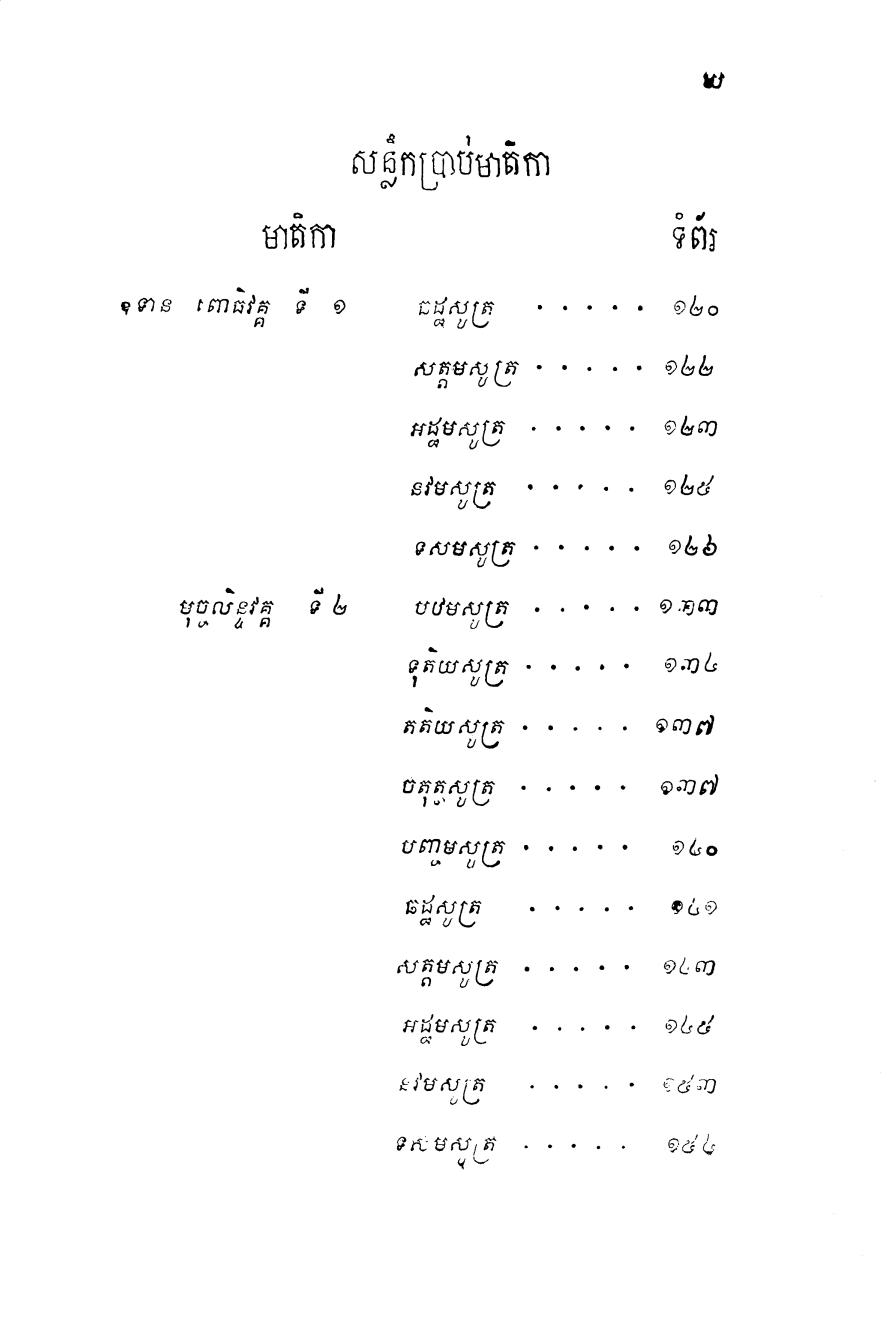 ឃ
សន្លឹកប្រាប់មាតិកា
មាតិកា ទំព័រ
ឧទាន ពោធិវគ្គ ទី ១ ឆដ្ឋសូត្រ . . . . . ១២០
សត្តមសូត្រ . . . . . ១២២
អដ្ឋមសូត្រ . . . . . ១២៣
នវមសូត្រ . . . . . ១២៥
ទសមសូត្រ . . . . . ១២៦
មុច្ចលិន្ទវគ្គ ទី ២ បឋមសូត្រ . . . . . ១៣៣
ទុតិយសូត្រ . . . . . ១៣៤
តតិយសូត្រ . . . . . ១៣៧
ចតុត្ថសូត្រ . . . . . ១៣៧
បញ្ចមសូត្រ . . . . . ១៤០
ឆដ្ឋសូត្រ . . . . . ១៤១
សត្តមសូត្រ . . . . . ១៤៣
អដ្ឋមសូត្រ . . . . . ១៤៥
នវមសូត្រ . . . . . ១៥៣
ទសមសូត្រ . . . . . ១៥៤